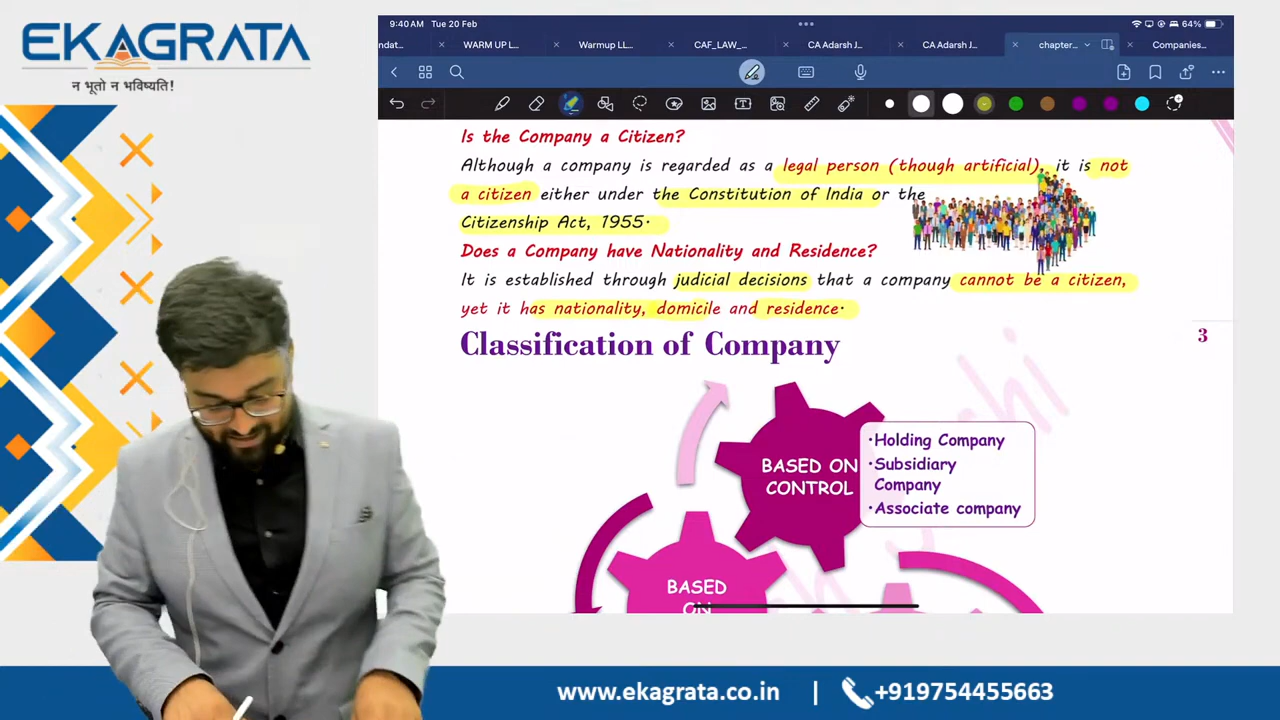 EKAGRATA
न भूतो न भविष्यति!
9:40 AM Tue 20 Feb
64%
ndat...
WARM UP L...
Warmup LL..
CAF_LAW_...
CA Adarsh J...
CA Adarsh J...
chapter...
Companies...
Is the Company a Citizen?
Although a company is regarded as a legal person (though artificial), it is not
a citizen either under the Constitution of India or the
Citizenship Act, 1955.
Does a Company have Nationality and Residence?
It is established through judicial decisions that a company cannot be a citizen,
yet it has nationality, domicile and residence.
Classification of Company
3
BASED ON
CONTROL
•Holding Company
•Subsidiary
Company
•Associate company
BASED
ON
www.ekagrata.co.in | +919754455663